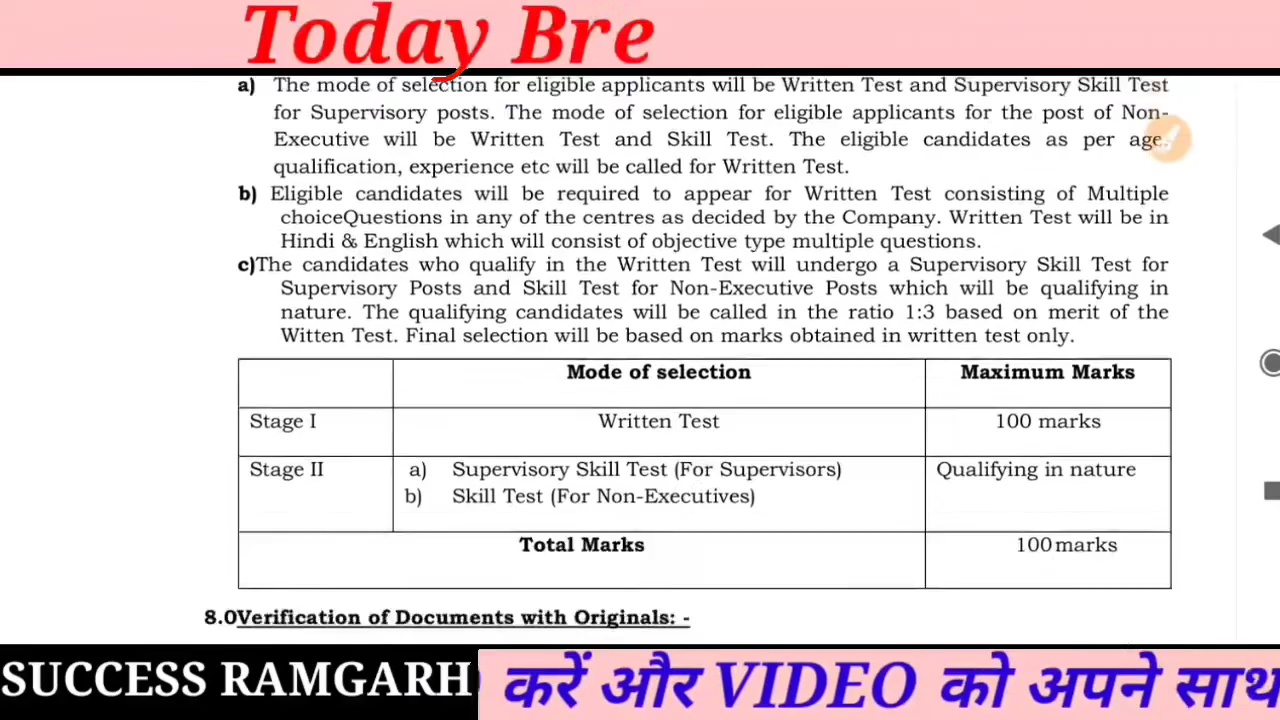 Today Bre
a) The mode of selection for eligible applicants will be Written Test and Supervisory Skill Test
for Supervisory posts. The mode of selection for eligible applicants for the post of Non-
Executive will be Written Test and Skill Test. The eligible candidates as per age,
qualification, experience etc will be called for Written Test.
b) Eligible candidates will be required to appear for Written Test consisting of Multiple
choiceQuestions in any of the centres as decided by the Company. Written Test will be in
Hindi & English which will consist of objective type multiple questions.
c)The candidates who qualify in the Written Test will undergo a Supervisory Skill Test for
Supervisory Posts and Skill Test for Non-Executive Posts which will be qualifying in
nature. The qualifying candidates will be called in the ratio 1:3 based on merit of the
Witten Test. Final selection will be based on marks obtained in written test only.
Mode of selection Maximum Marks
Stage I Written Test 100 marks
Stage II a) Supervisory Skill Test (For Supervisors) Qualifying in nature
b) Skill Test (For Non-Executives)
Total Marks 100 marks
8.0Verification of Documents with Originals: -
SUCCESS RAMGARH करें और VIDEO को अपने साथ